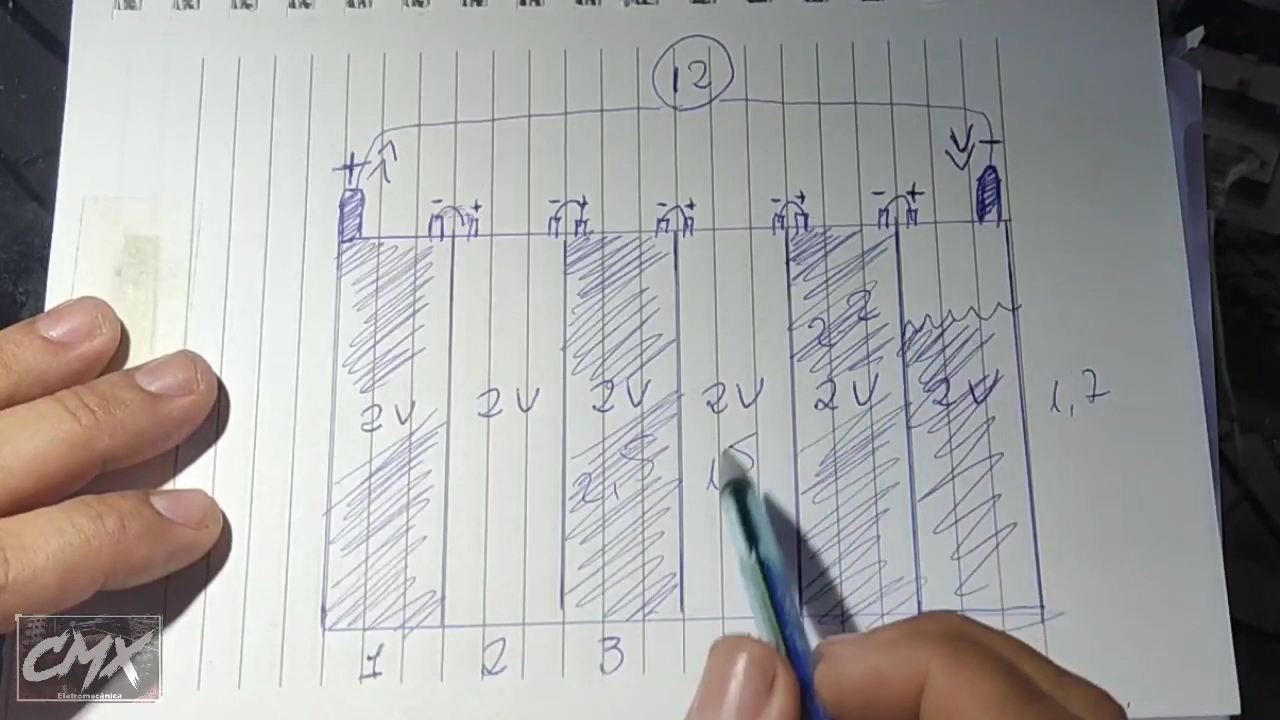 12
+
- + - + - + - + - +
2 2
2V 2V 2V 2V 2V 2V 1,7
2,5 1,5
1 2 3
CMX
Eletromecânica